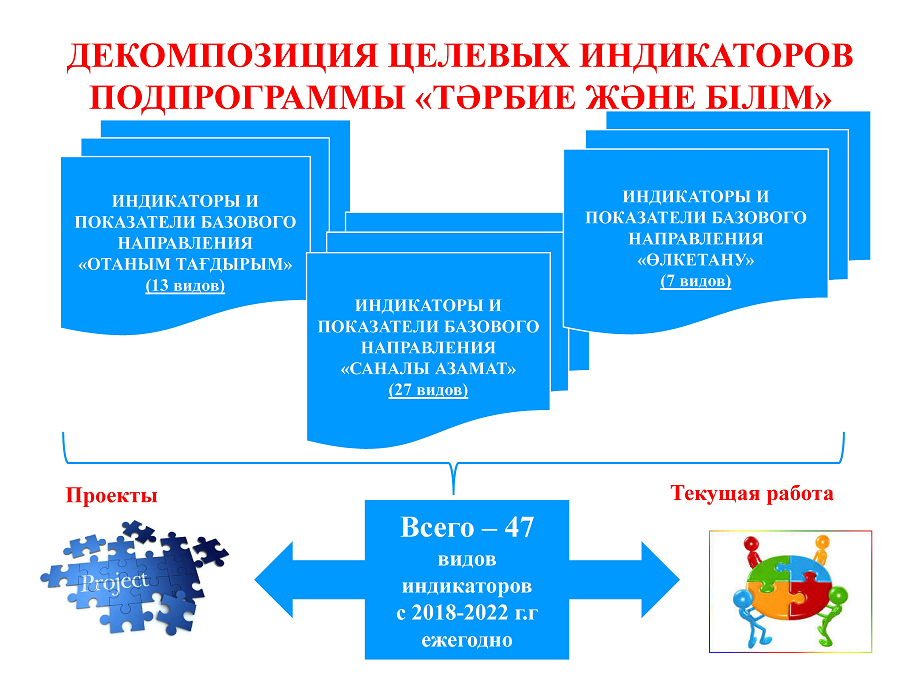 ДЕКОМПОЗИЦИЯ ЦЕЛЕВЫХ ИНДИКАТОРОВ
ПОДПРОГРАММЫ «ТӘРБИЕ ЖӘНЕ БІЛІМ»
ИНДИКАТОРЫ И
ПОКАЗАТЕЛИ БАЗОВОГО
НАПРАВЛЕНИЯ
«ОТАНЫМ ТАҒДЫРЫМ»
(13 видов)
ИНДИКАТОРЫ И
ПОКАЗАТЕЛИ БАЗОВОГО
НАПРАВЛЕНИЯ
«САНАЛЫ АЗАМАТ»
(27 видов)
ИНДИКАТОРЫ И
ПОКАЗАТЕЛИ БАЗОВОГО
НАПРАВЛЕНИЯ
«ӨЛКЕТАНУ»
(7 видов)
Проекты
Project
Всего – 47
видов
индикаторов
с 2018-2022 г.г
ежегодно
Текущая работа